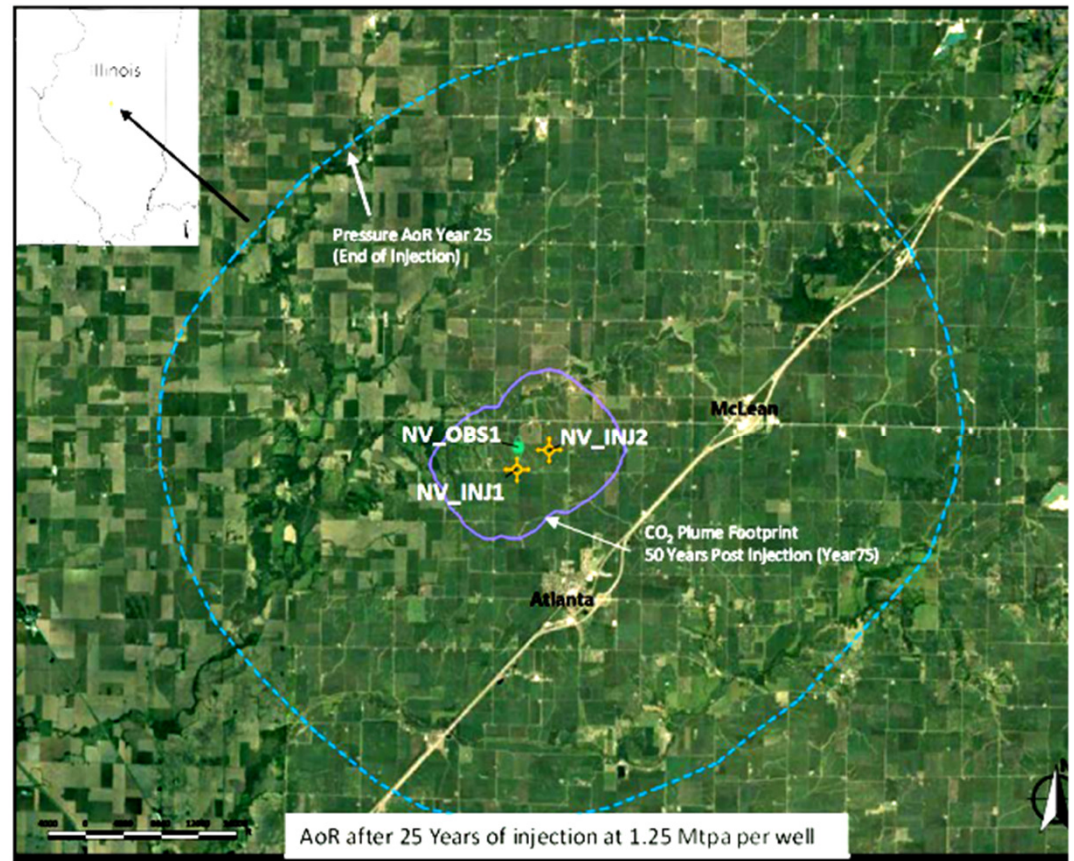 Illinois
Pressure AoR Year 25
(End of Injection)
McLean
NV_OBS1
NV_INJ2
NV_INJ1
CO₂ Plume Footprint
50 Years Post Injection (Year75)
Atlanta
AoR after 25 Years of injection at 1.25 Mtpa per well